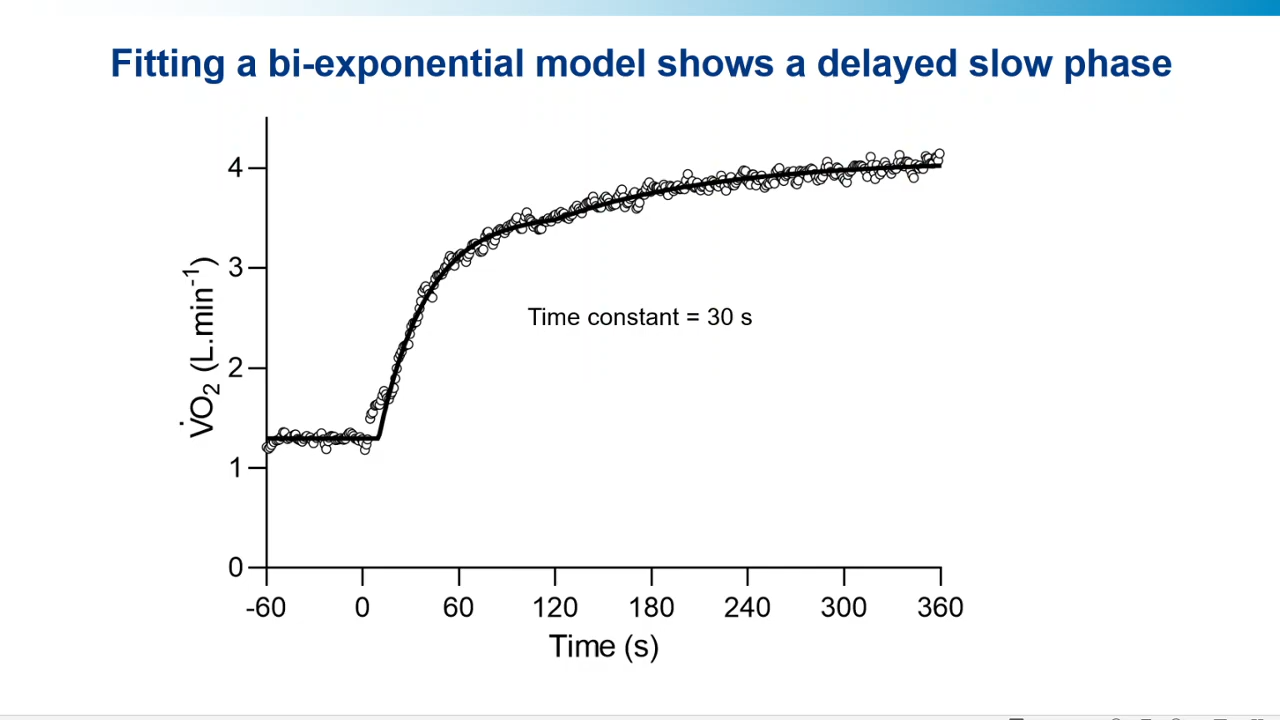 Fitting a bi-exponential model shows a delayed slow phase
4
3
2
1
0
V̇O₂ (L.min⁻¹)
Time constant = 30 s
-60 0 60 120 180 240 300 360
Time (s)